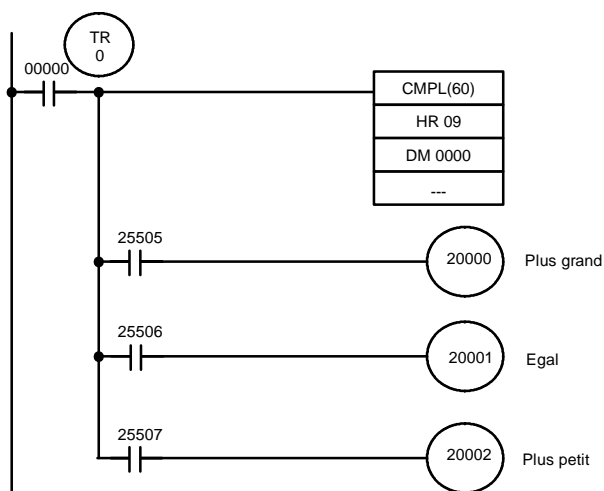 TR
0
00000
CMPL(60)
HR 09
DM 0000
---
25505
20000
Plus grand
25506
20001
Egal
25507
20002
Plus petit